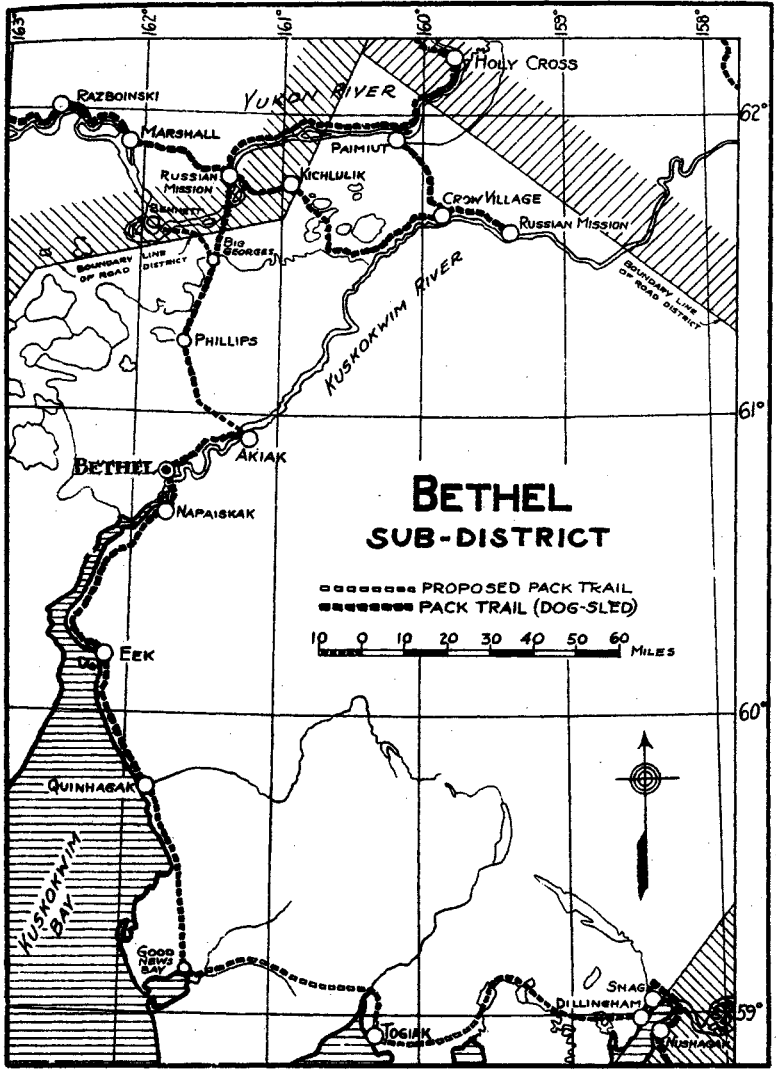 163°
162°
161°
160
159
158°
HOLY CROSS
RAZBOINSKI
YUKON RIVER
62°
MARSHALL
PAIMIUT
RUSSIAN
MISSION
KICHLULIK
CROW VILLAGE
BENNETT
RUSSIAN MISSION
BIG
GEORGES
BOUNDARY LINE
OF ROAD DISTRICT
BOUNDARY LINE
OF ROAD DISTRICT
KUSKOKWIM RIVER
PHILLIPS
61°
AKIAK
BETHEL
BETHEL
SUB-DISTRICT
NAPAISKAK
PROPOSED PACK TRAIL
PACK TRAIL (DOG-SLED)
10 0 10 20 30 40 50 60
MILES
EEK
60°
QUINHAGAK
KUSKOKWIM
BAY
GOOD
NEWS
BAY
SNAG
DILLINGHAM
59°
TOGIAK
NUSHAGAK